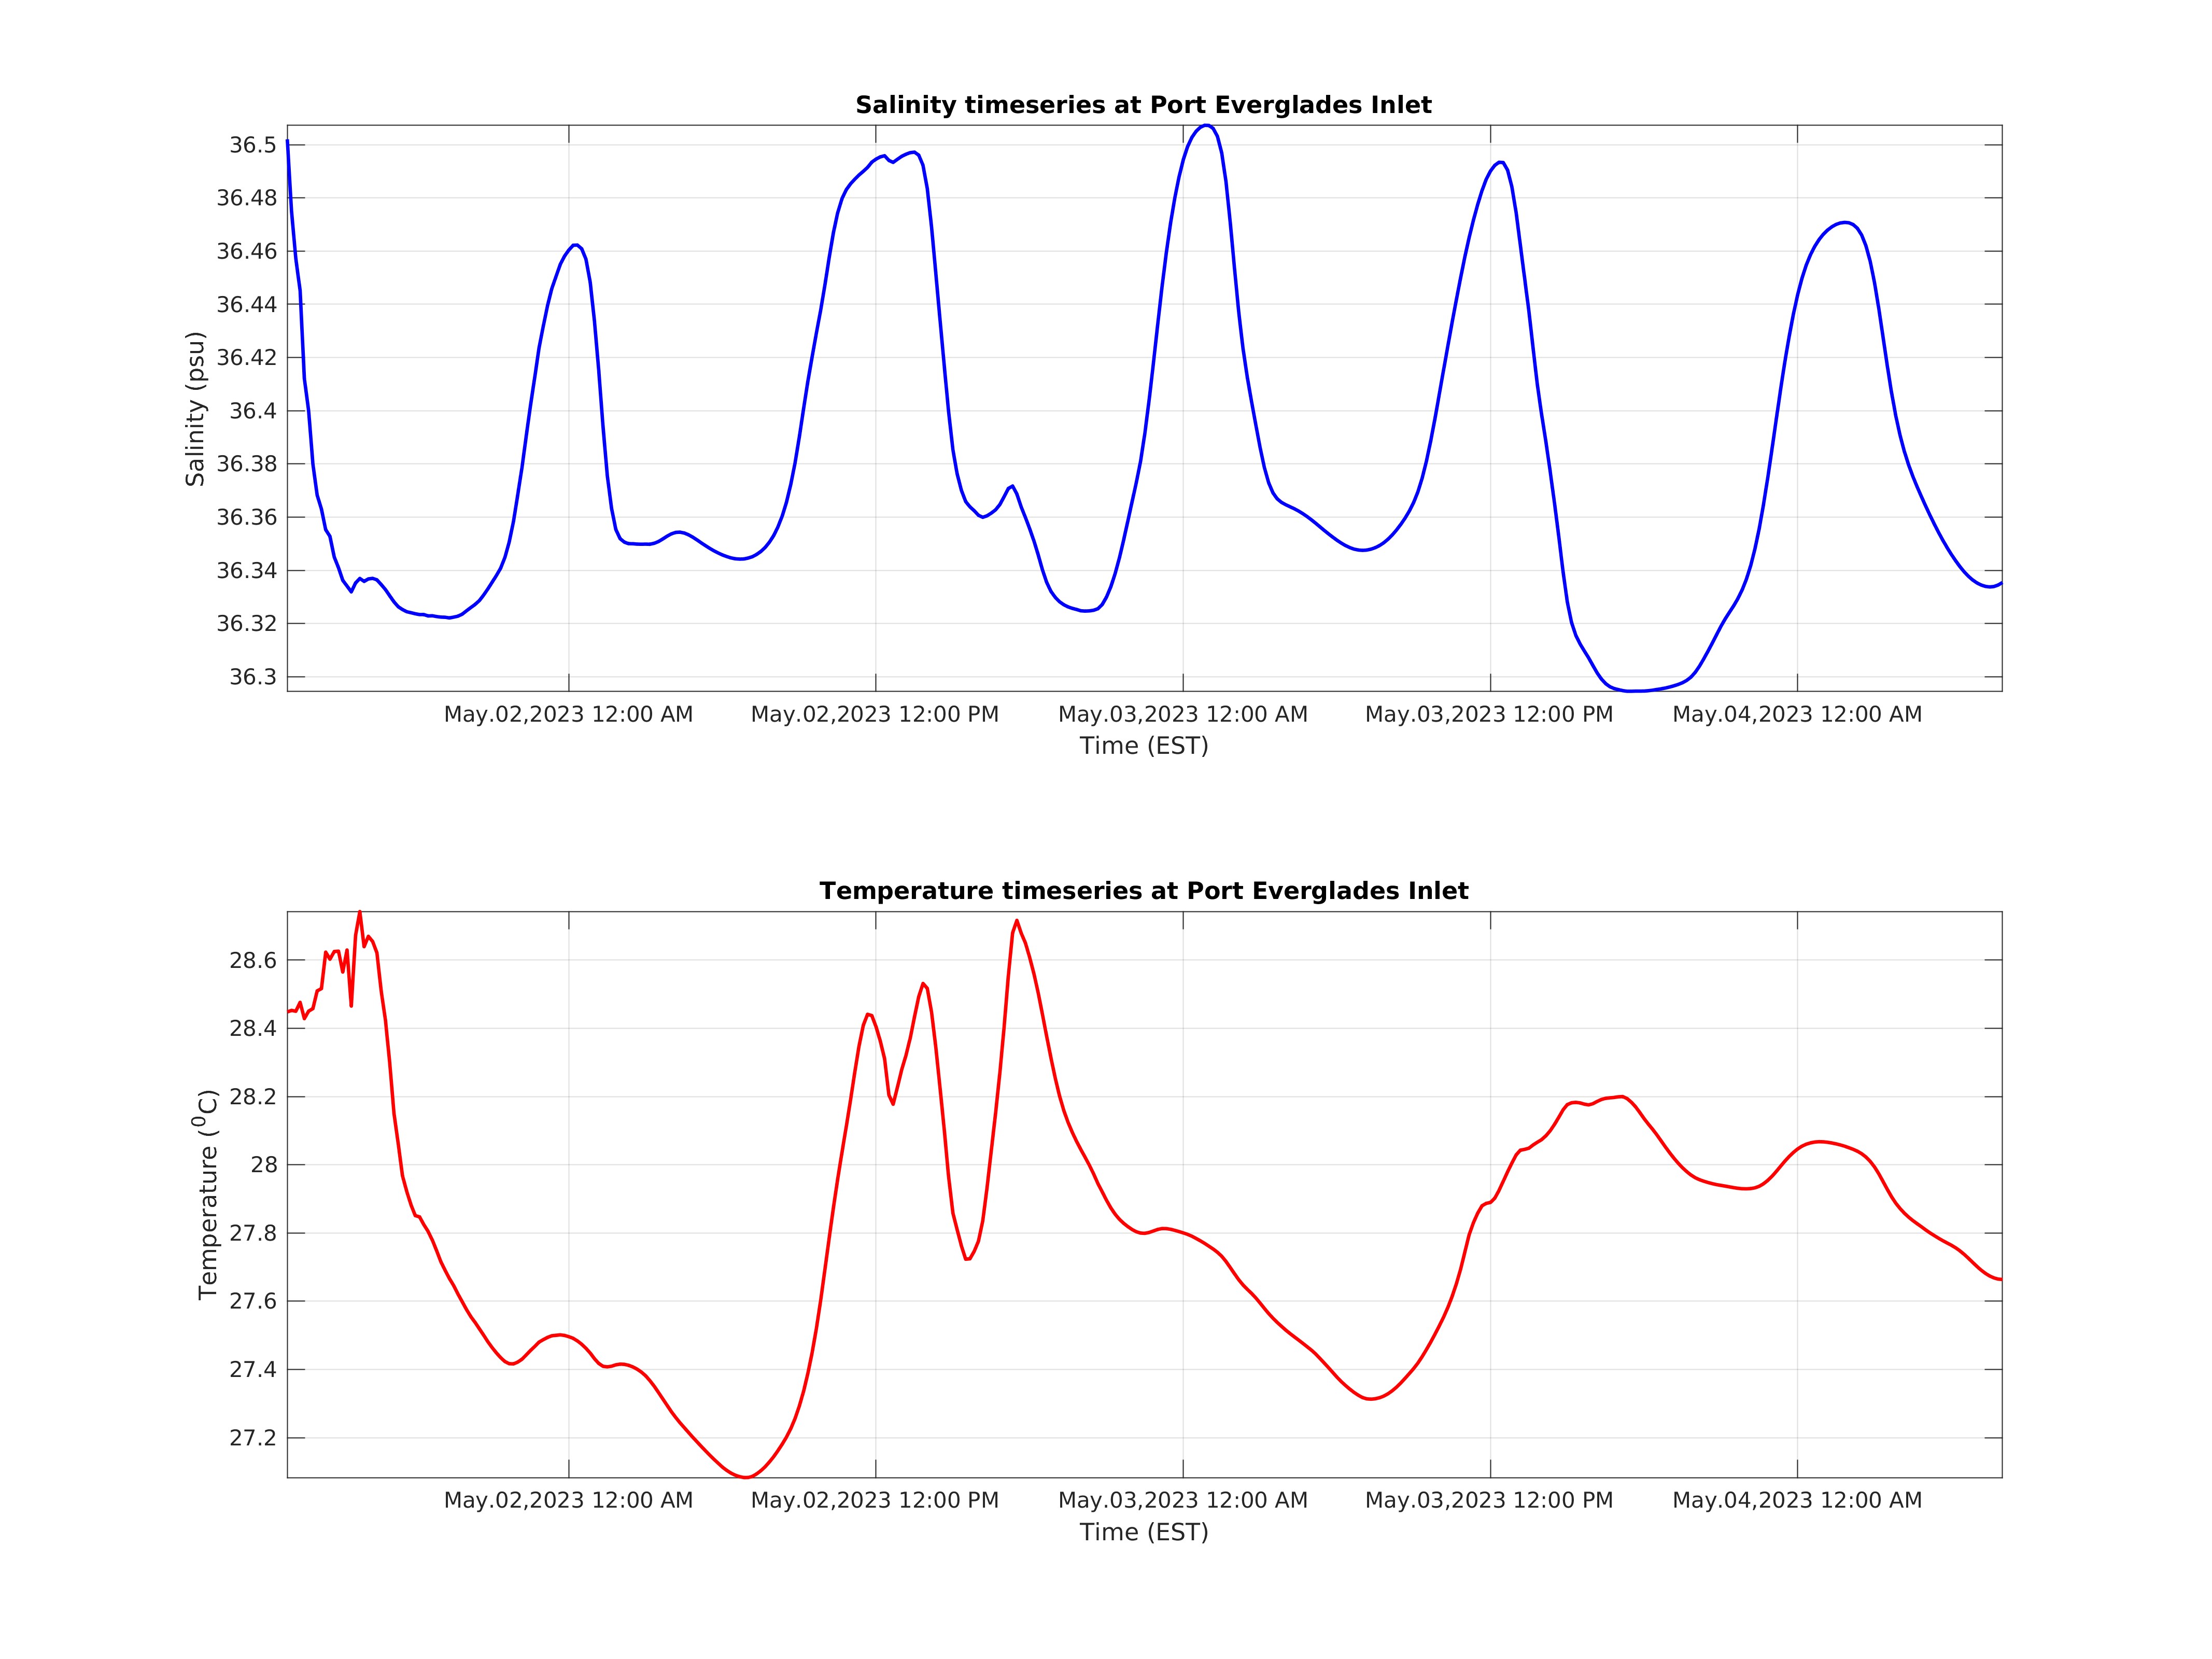 Salinity timeseries at Port Everglades Inlet
36.5
36.48
36.46
36.44
36.42
36.4
36.38
36.36
36.34
36.32
36.3
Salinity (psu)
May.02,2023 12:00 AM May.02,2023 12:00 PM May.03,2023 12:00 AM May.03,2023 12:00 PM May.04,2023 12:00 AM
Time (EST)
Temperature timeseries at Port Everglades Inlet
28.6
28.4
28.2
28
27.8
27.6
27.4
27.2
Temperature (⁰C)
May.02,2023 12:00 AM May.02,2023 12:00 PM May.03,2023 12:00 AM May.03,2023 12:00 PM May.04,2023 12:00 AM
Time (EST)